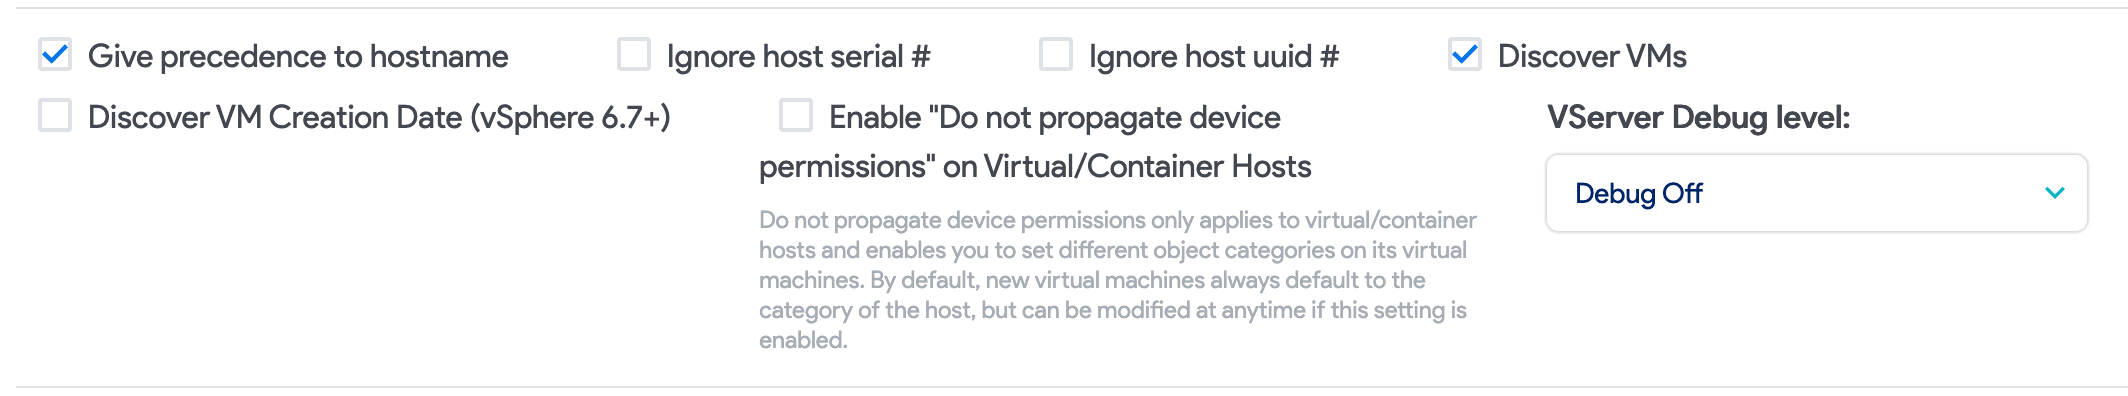 Give precedence to hostname
Ignore host serial #
Ignore host uuid #
Discover VMs
Discover VM Creation Date (vSphere 6.7+)
Enable "Do not propagate device
permissions" on Virtual/Container Hosts
Do not propagate device permissions only applies to virtual/container
hosts and enables you to set different object categories on its virtual
machines. By default, new virtual machines always default to the
category of the host, but can be modified at anytime if this setting is
enabled.
VServer Debug level:
Debug Off